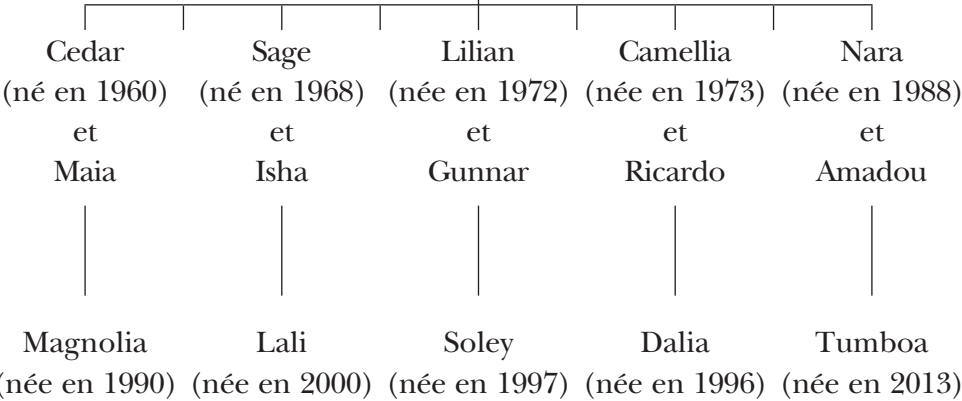 Cedar Sage Lilian Camellia Nara
(né en 1960) (né en 1968) (née en 1972) (née en 1973) (née en 1988)
et et et et et
Maia Isha Gunnar Ricardo Amadou
Magnolia Lali Soley Dalia Tumboa
(née en 1990) (née en 2000) (née en 1997) (née en 1996) (née en 2013)